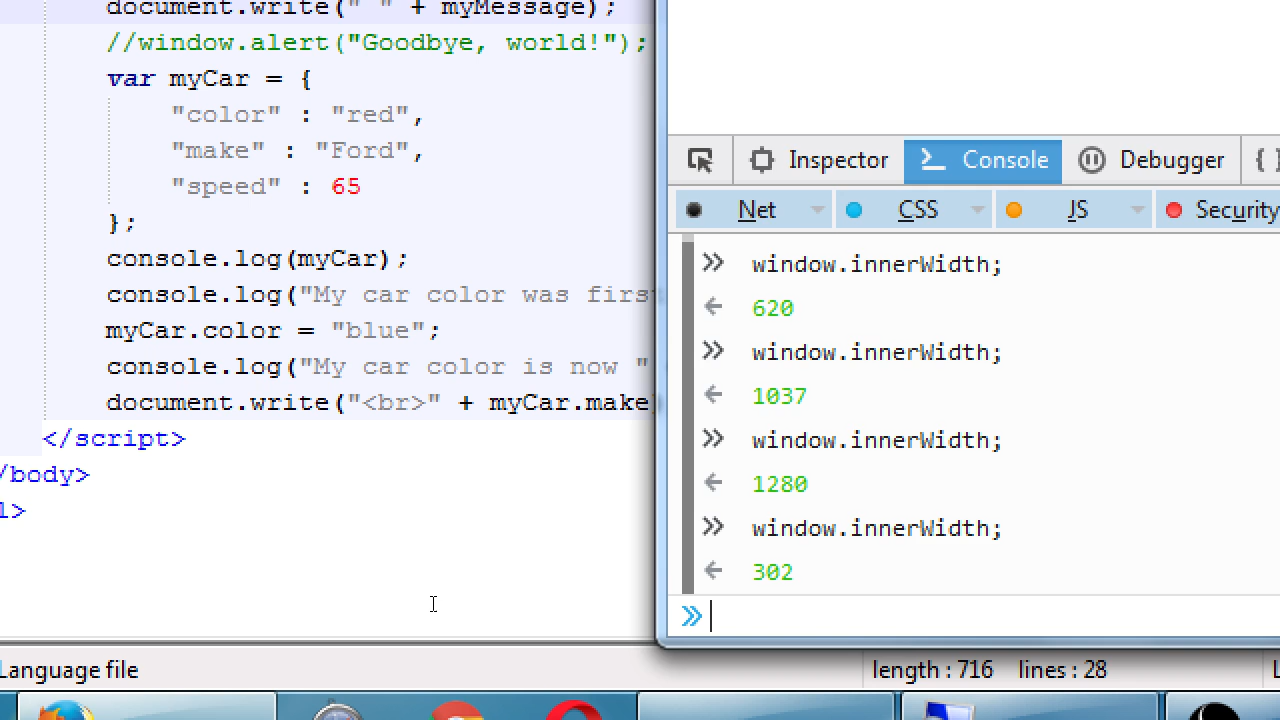 document.write(" " + myMessage);
//window.alert("Goodbye, world!");
var myCar = {
"color" : "red",
"make" : "Ford",
"speed" : 65
};
console.log(myCar);
console.log("My car color was first
myCar.color = "blue";
console.log("My car color is now "
document.write("<br>" + myCar.make)
</script>
/body>
l>
Inspector Console Debugger { }
Net CSS JS Security
window.innerWidth;
620
window.innerWidth;
1037
window.innerWidth;
1280
window.innerWidth;
302
Language file length : 716 lines : 28 L